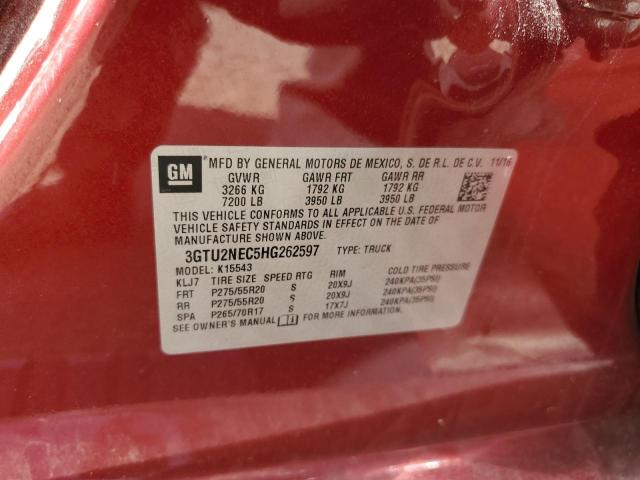 GM
MFD BY GENERAL MOTORS DE MEXICO, S. DE R.L. DE C.V. 11/16
GVWR GAWR FRT GAWR RR
3266 KG 1792 KG 1792 KG
7200 LB 3950 LB 3950 LB
THIS VEHICLE CONFORMS TO ALL APPLICABLE U.S. FEDERAL MOTOR
VEHICLE SAFETY STANDARDS IN EFFECT ON THE DATE OF
MANUFACTURE SHOWN ABOVE.
3GTU2NEC5HG262597 TYPE: TRUCK
MODEL: K15543
KLJ7 TIRE SIZE SPEED RTG RIM COLD TIRE PRESSURE
FRT P275/55R20 S 20X9J 240KPA(35PSI)
RR P275/55R20 S 20X9J 240KPA(35PSI)
SPA P265/70R17 S 17X7J 240KPA(35PSI)
SEE OWNER'S MANUAL FOR MORE INFORMATION.